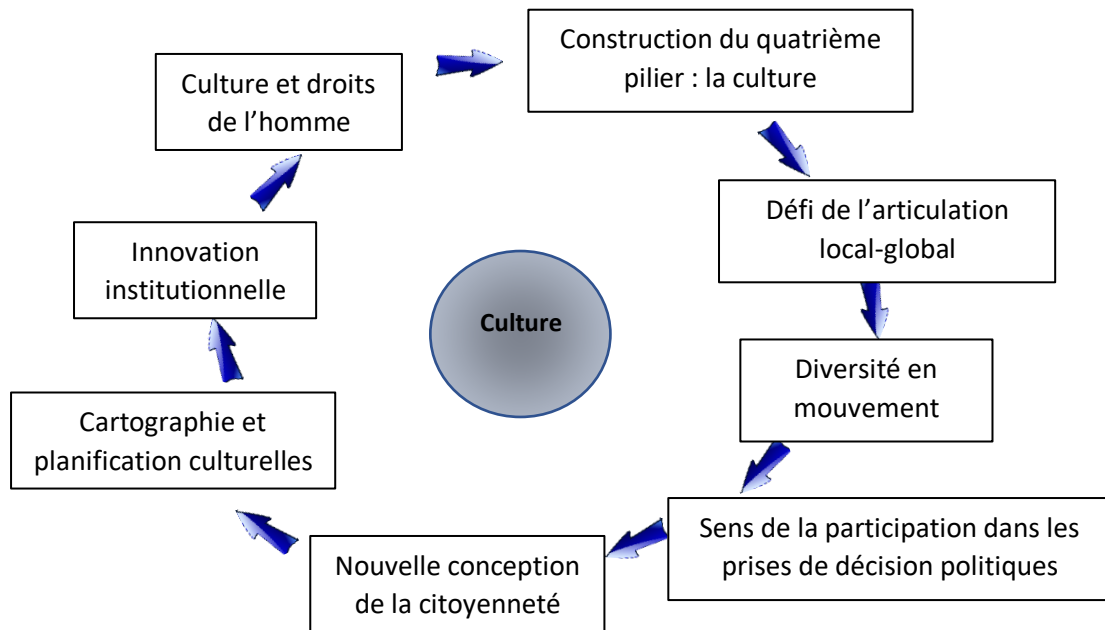 Construction du quatrième
pilier : la culture
Culture et droits
de l’homme
Défi de l’articulation
local-global
Innovation
institutionnelle
Culture
Diversité en
mouvement
Cartographie et
planification culturelles
Sens de la participation dans les
prises de décision politiques
Nouvelle conception
de la citoyenneté